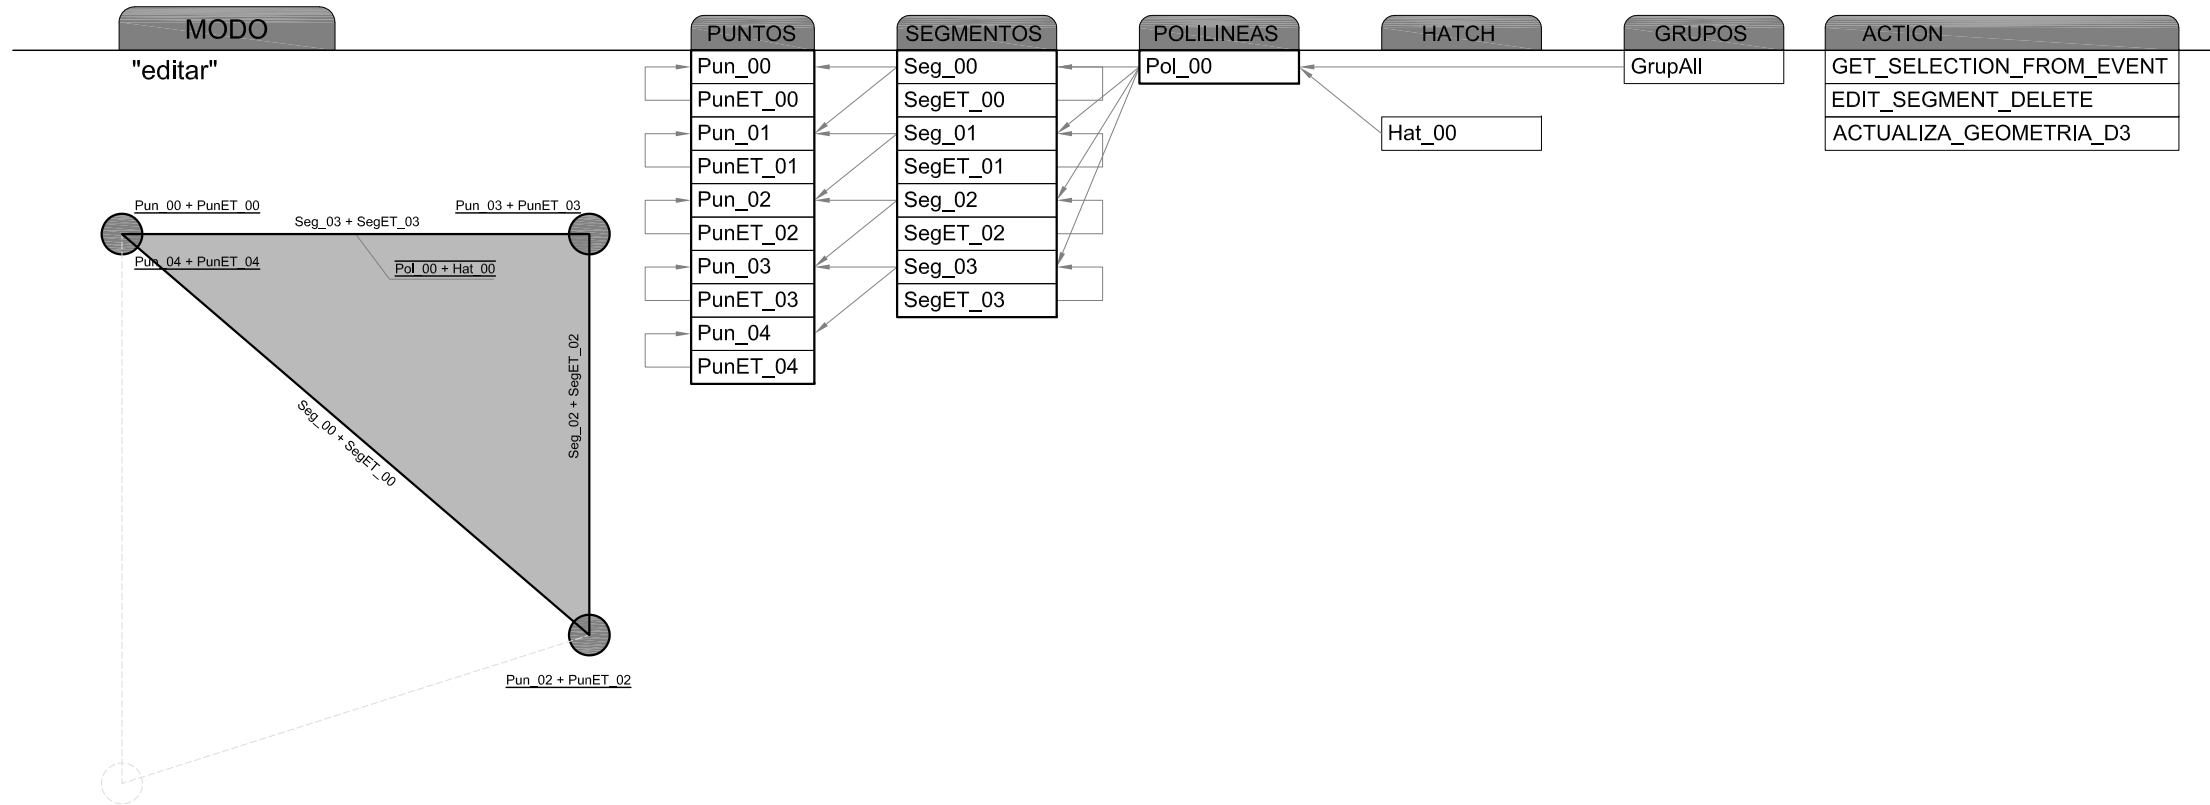 MODO
PUNTOS
SEGMENTOS
POLILINEAS
HATCH
GRUPOS
ACTION
"editar"
Pun_00
Seg_00
Pol_00
GrupAll
GET_SELECTION_FROM_EVENT
PunET_00
SegET_00
EDIT_SEGMENT_DELETE
Pun_01
Seg_01
Hat_00
ACTUALIZA_GEOMETRIA_D3
PunET_01
SegET_01
Pun_02
Seg_02
PunET_02
SegET_02
Pun_03
Seg_03
PunET_03
SegET_03
Pun_04
PunET_04
Pun_00 + PunET_00
Seg_03 + SegET_03
Pun_03 + PunET_03
Pun_04 + PunET_04
Pol_00 + Hat_00
Seg_02 + SegET_02
Seg_00 + SegET_00
Pun_02 + PunET_02